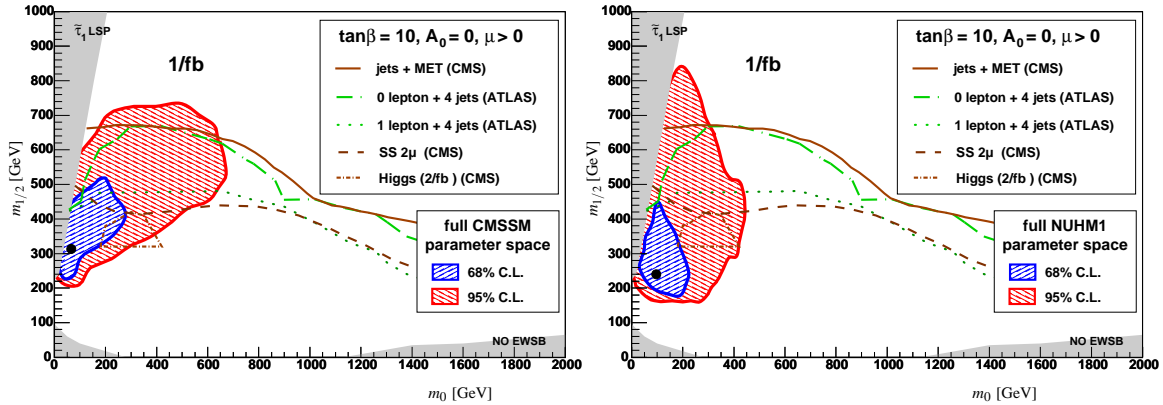 τ̃₁ LSP
1/fb
tanβ = 10, A₀ = 0, μ > 0
jets + MET (CMS)
0 lepton + 4 jets (ATLAS)
1 lepton + 4 jets (ATLAS)
SS 2μ (CMS)
Higgs (2/fb ) (CMS)
full CMSSM
parameter space
68% C.L.
95% C.L.
NO EWSB
m₁/₂ [GeV]
1000
900
800
700
600
500
400
300
200
100
0
0 200 400 600 800 1000 1200 1400 1600 1800 2000
m₀ [GeV]
τ̃₁ LSP
1/fb
tanβ = 10, A₀ = 0, μ > 0
jets + MET (CMS)
0 lepton + 4 jets (ATLAS)
1 lepton + 4 jets (ATLAS)
SS 2μ (CMS)
Higgs (2/fb ) (CMS)
full NUHM1
parameter space
68% C.L.
95% C.L.
NO EWSB
m₁/₂ [GeV]
1000
900
800
700
600
500
400
300
200
100
0
0 200 400 600 800 1000 1200 1400 1600 1800 2000
m₀ [GeV]